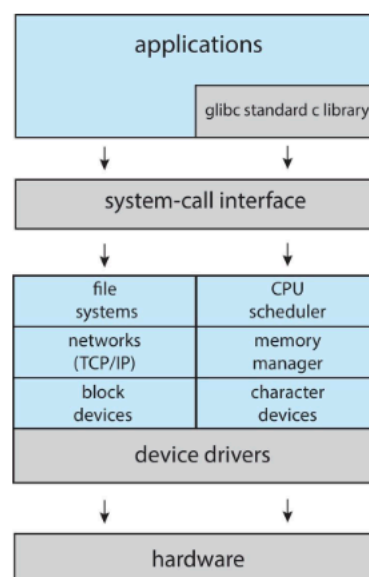 applications
glibc standard c library
system-call interface
file
systems
CPU
scheduler
networks
(TCP/IP)
memory
manager
block
devices
character
devices
device drivers
hardware